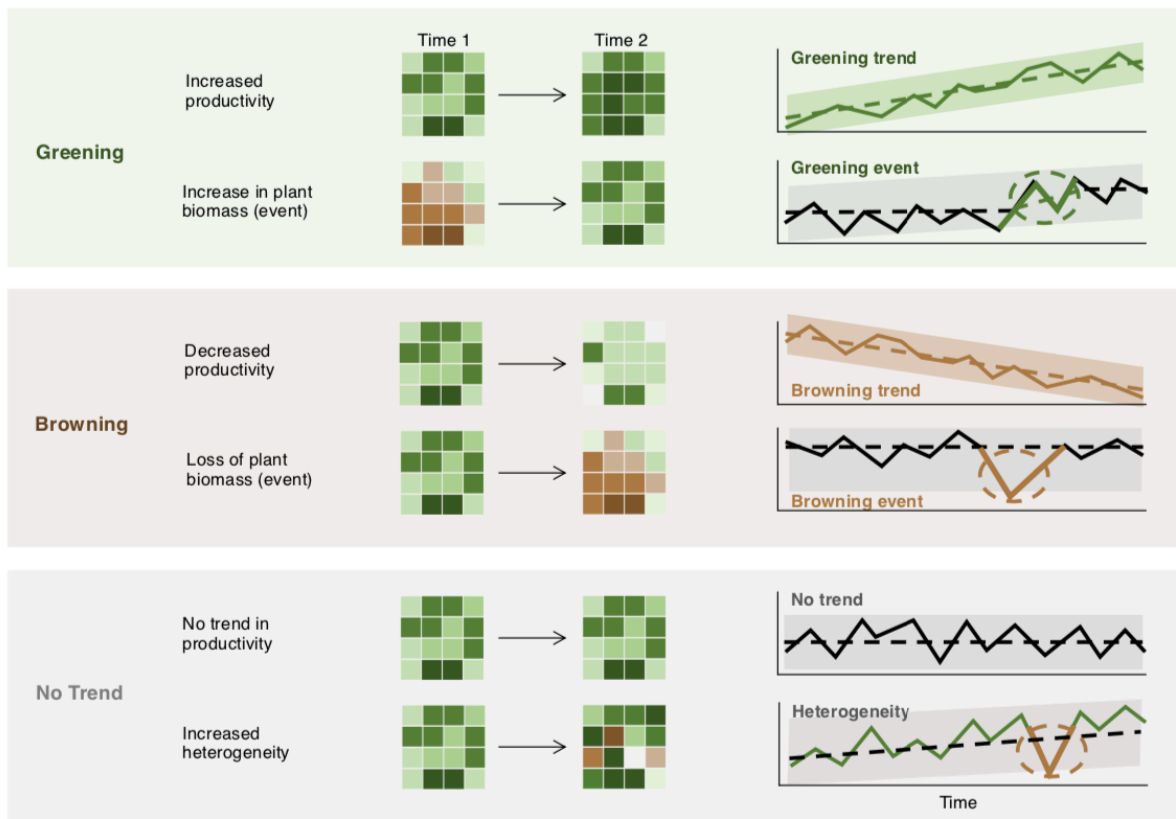 Time 1
Time 2
Greening
Increased
productivity
Greening trend
Increase in plant
biomass (event)
Greening event
Browning
Decreased
productivity
Browning trend
Loss of plant
biomass (event)
Browning event
No Trend
No trend in
productivity
No trend
Increased
heterogeneity
Heterogeneity
Time